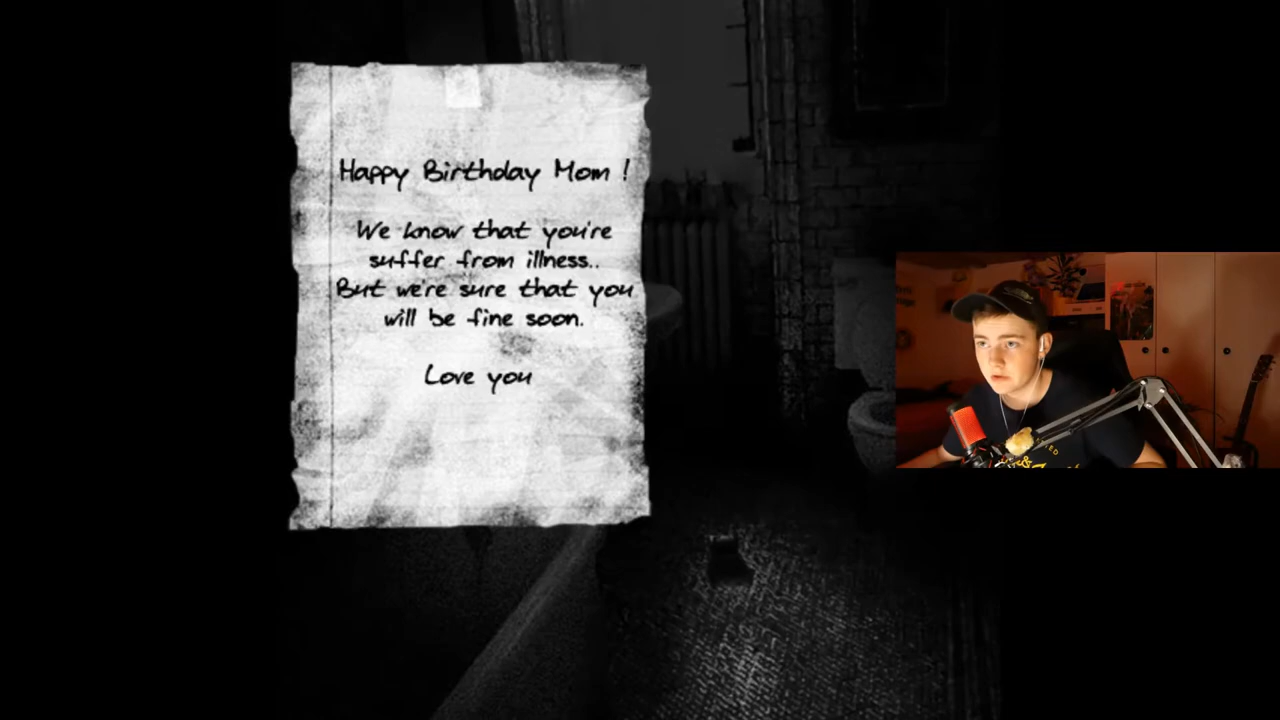 Happy Birthday Mom !
We know that you're
suffer from illness..
But we're sure that you
will be fine soon.
Love you